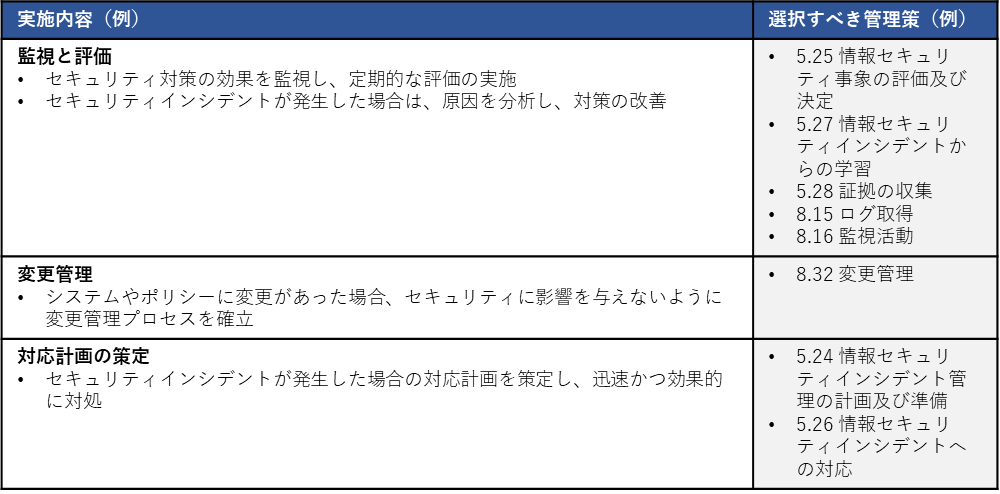 実施内容（例）
選択すべき管理策（例）
監視と評価
• セキュリティ対策の効果を監視し、定期的な評価の実施
• セキュリティインシデントが発生した場合は、原因を分析し、対策の改善
• 5.25 情報セキュリ
ティ事象の評価及び
決定
• 5.27 情報セキュリ
ティインシデントか
らの学習
• 5.28 証拠の収集
• 8.15 ログ取得
• 8.16 監視活動
変更管理
• システムやポリシーに変更があった場合、セキュリティに影響を与えないように
変更管理プロセスを確立
• 8.32 変更管理
対応計画の策定
• セキュリティインシデントが発生した場合の対応計画を策定し、迅速かつ効果的
に対処
• 5.24 情報セキュリ
ティインシデント管
理の計画及び準備
• 5.26 情報セキュリ
ティインシデントへ
の対応